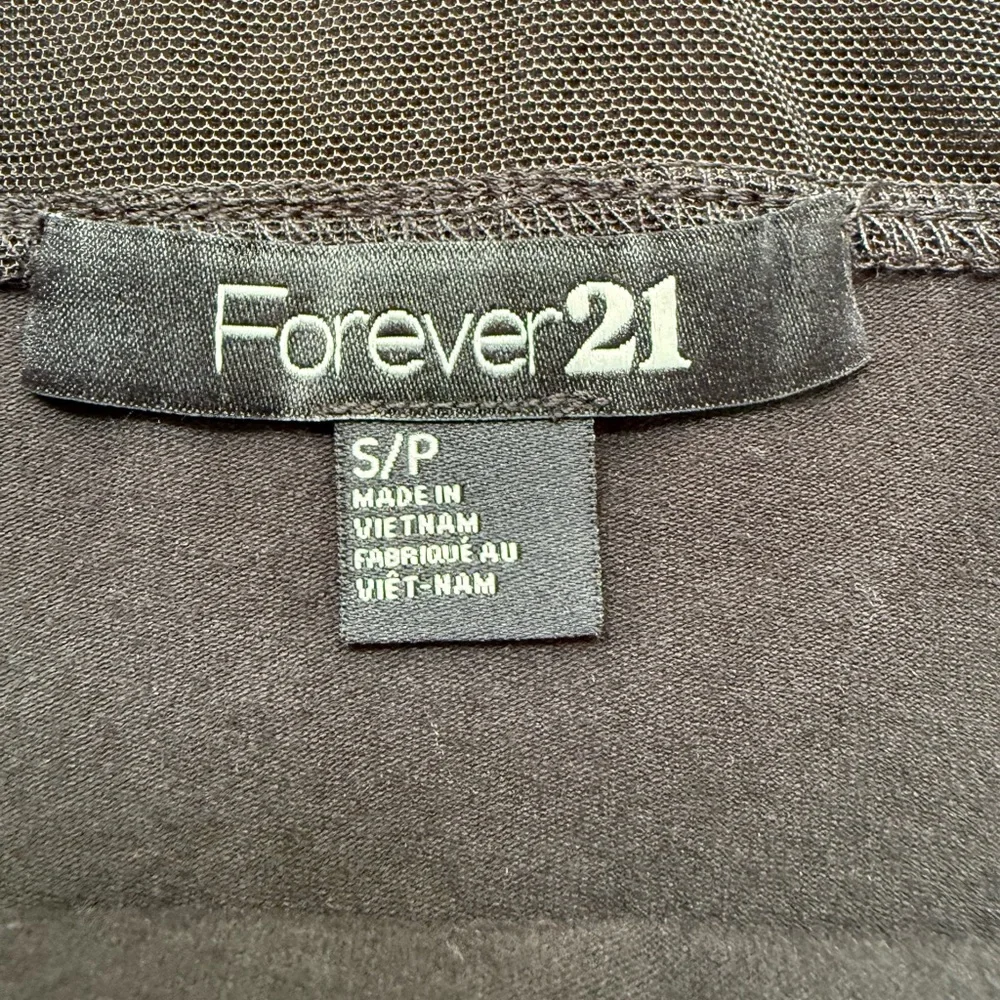 Forever21
S/P
MADE IN
VIETNAM
FABRIQUÉ AU
VIÊT-NAM